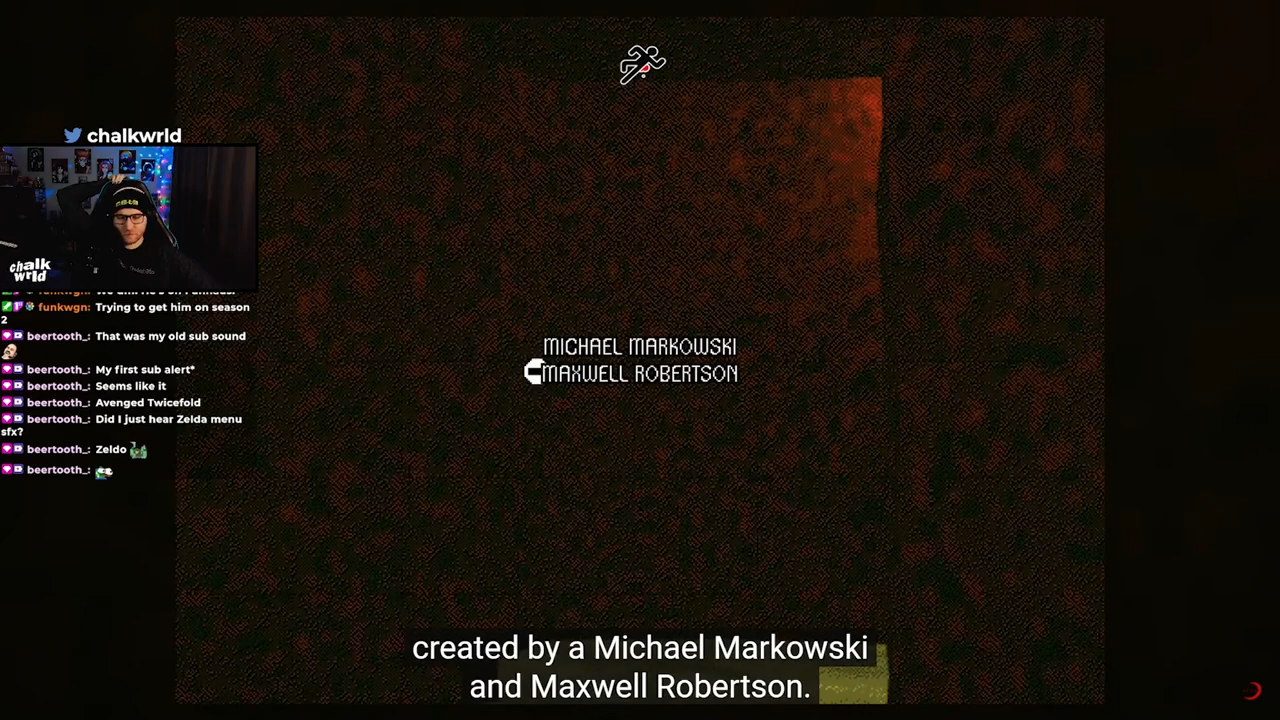 chalkwrld
chalk
wrld
funkwgn: Trying to get him on season
2
beertooth_: That was my old sub sound
beertooth_: My first sub alert*
beertooth_: Seems like it
beertooth_: Avenged Twicefold
beertooth_: Did I just hear Zelda menu
sfx?
beertooth_: Zeldo
beertooth_:
MICHAEL MARKOWSKI
MAXWELL ROBERTSON
created by a Michael Markowski
and Maxwell Robertson.